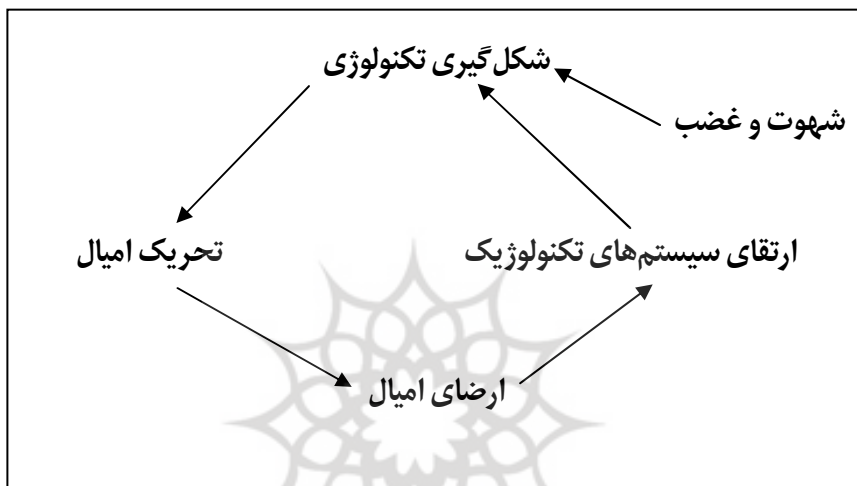 شکل‌گیری تکنولوژی
شهوت و غضب
ارتقای سیستم‌های تکنولوژیک
تحریک امیال
ارضای امیال